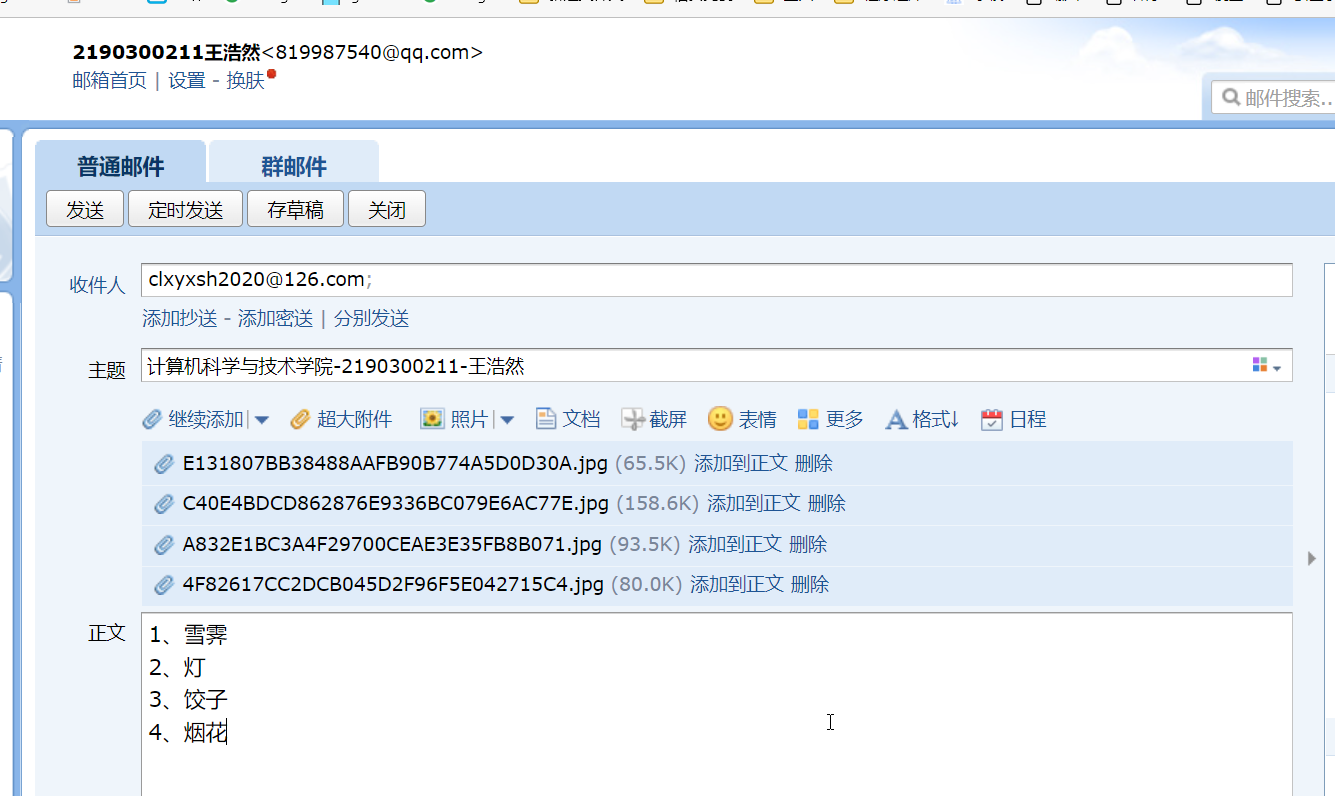 2190300211王浩然<819987540@qq.com>
邮箱首页 | 设置 - 换肤
邮件搜索...
普通邮件 群邮件
发送 定时发送 存草稿 关闭
收件人 clxyxsh2020@126.com;
添加抄送 - 添加密送 | 分别发送
主题 计算机科学与技术学院-2190300211-王浩然
继续添加 | 超大附件 照片 | 文档 截屏 表情 更多 格式↓ 日程
E131807BB38488AAFB90B774A5D0D30A.jpg (65.5K) 添加到正文 删除
C40E4BDCD862876E9336BC079E6AC77E.jpg (158.6K) 添加到正文 删除
A832E1BC3A4F29700CEAE3E35FB8B071.jpg (93.5K) 添加到正文 删除
4F82617CC2DCB045D2F96F5E042715C4.jpg (80.0K) 添加到正文 删除
正文 1、雪霁
2、灯
3、饺子
4、烟花